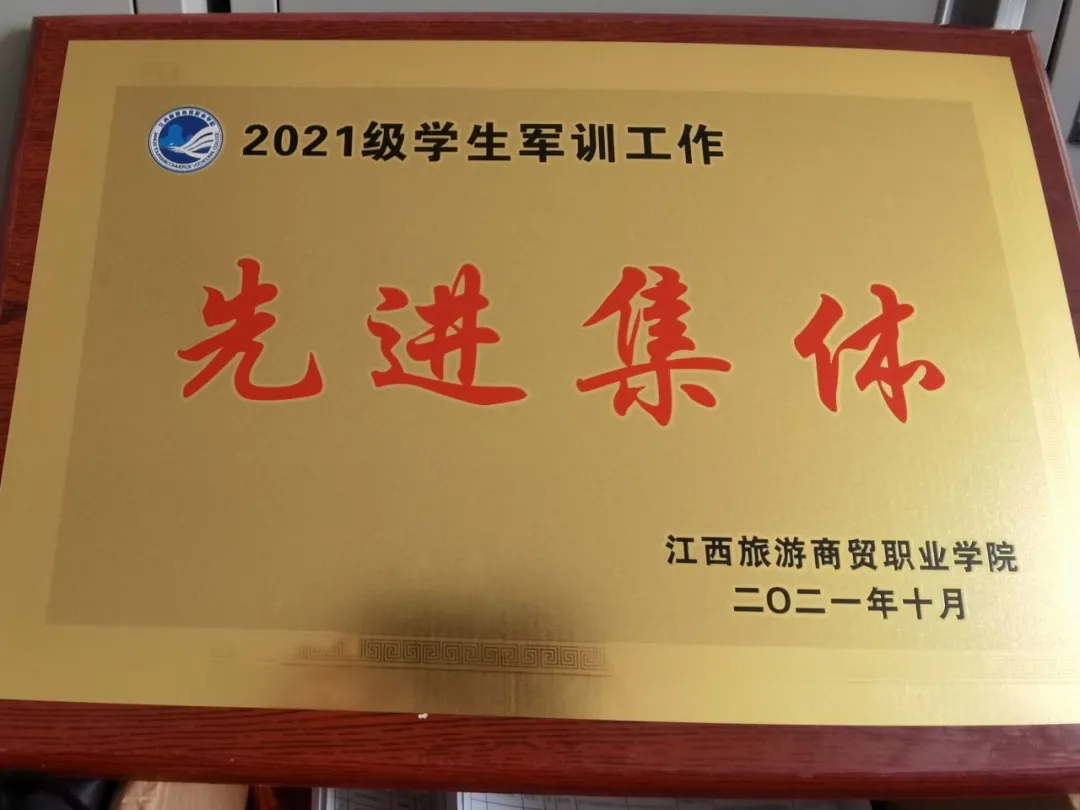 2021级学生军训工作
先进集体
江西旅游商贸职业学院
二〇二一年十月